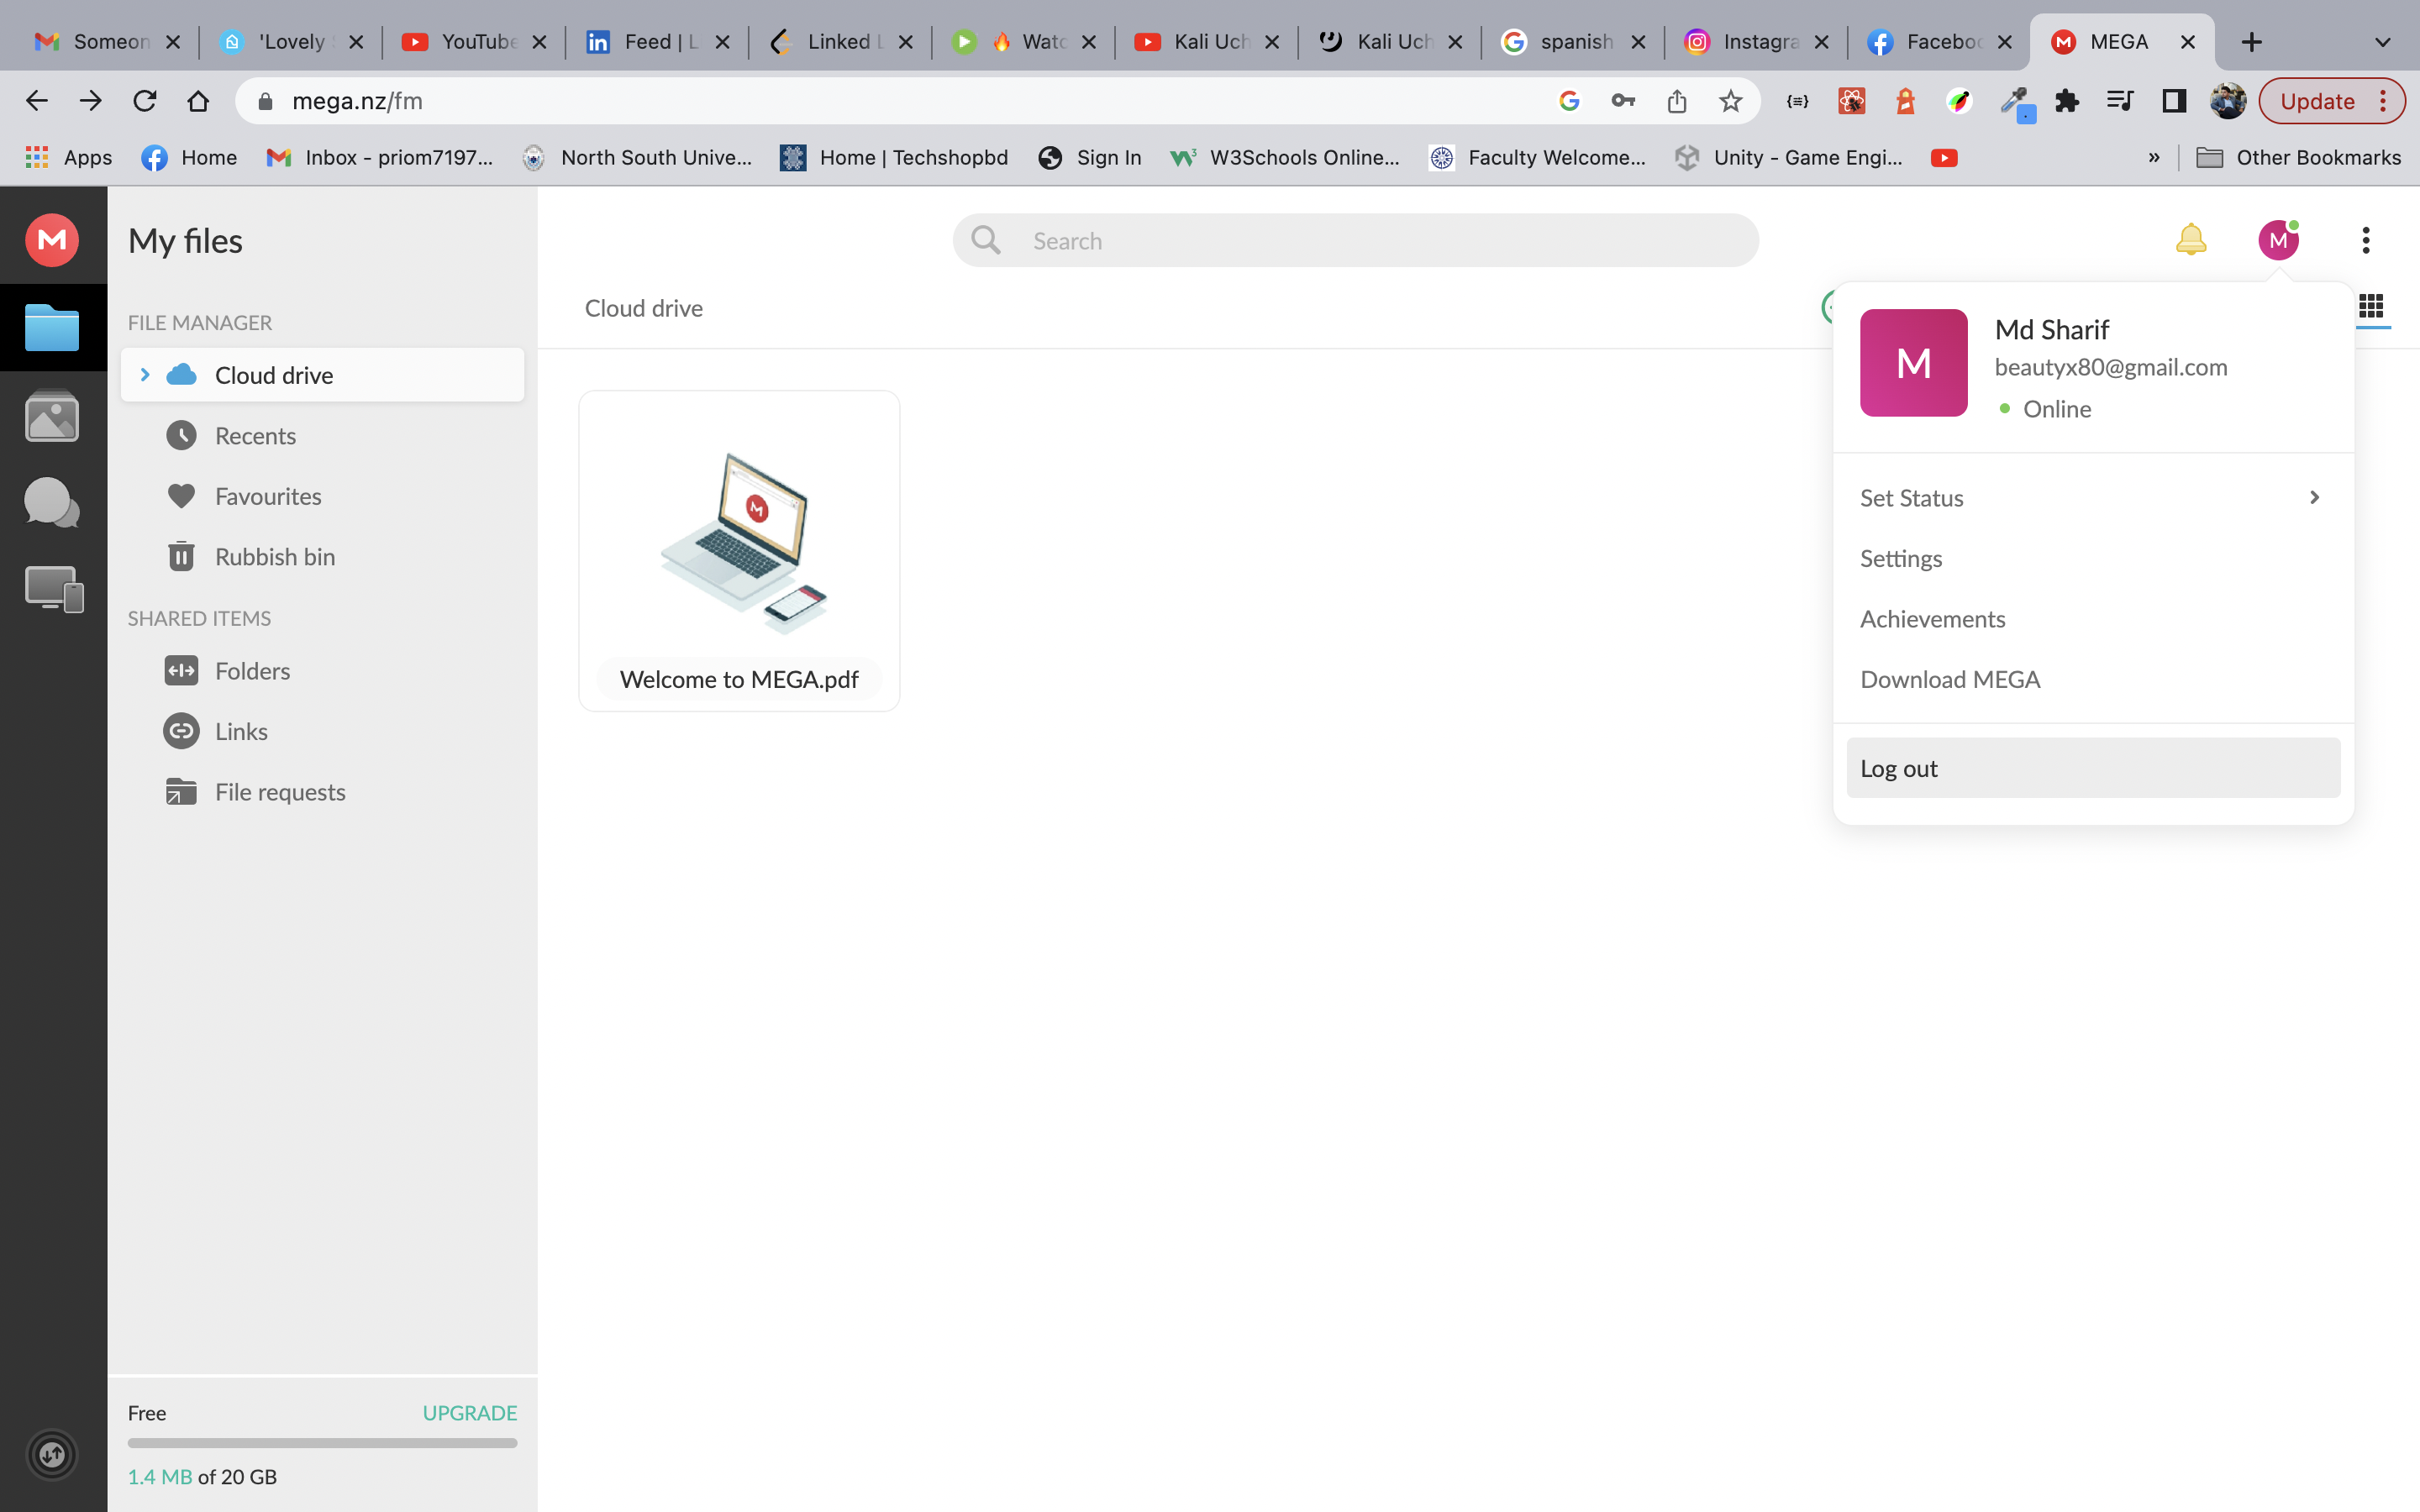 Someon
'Lovely
YouTube
Feed | L
Linked L
Watc
Kali Uch
Kali Uch
spanish
Instagra
Faceboo
MEGA
mega.nz/fm
Update
Apps
Home
Inbox - priom7197...
North South Unive...
Home | Techshopbd
Sign In
W3Schools Online...
Faculty Welcome...
Unity - Game Engi...
»
Other Bookmarks
My files
Search
M
FILE MANAGER
Cloud drive
Recents
Favourites
Rubbish bin
SHARED ITEMS
Folders
Links
File requests
Cloud drive
Welcome to MEGA.pdf
M
Md Sharif
beautyx80@gmail.com
Online
Set Status
Settings
Achievements
Download MEGA
Log out
Free
UPGRADE
1.4 MB of 20 GB